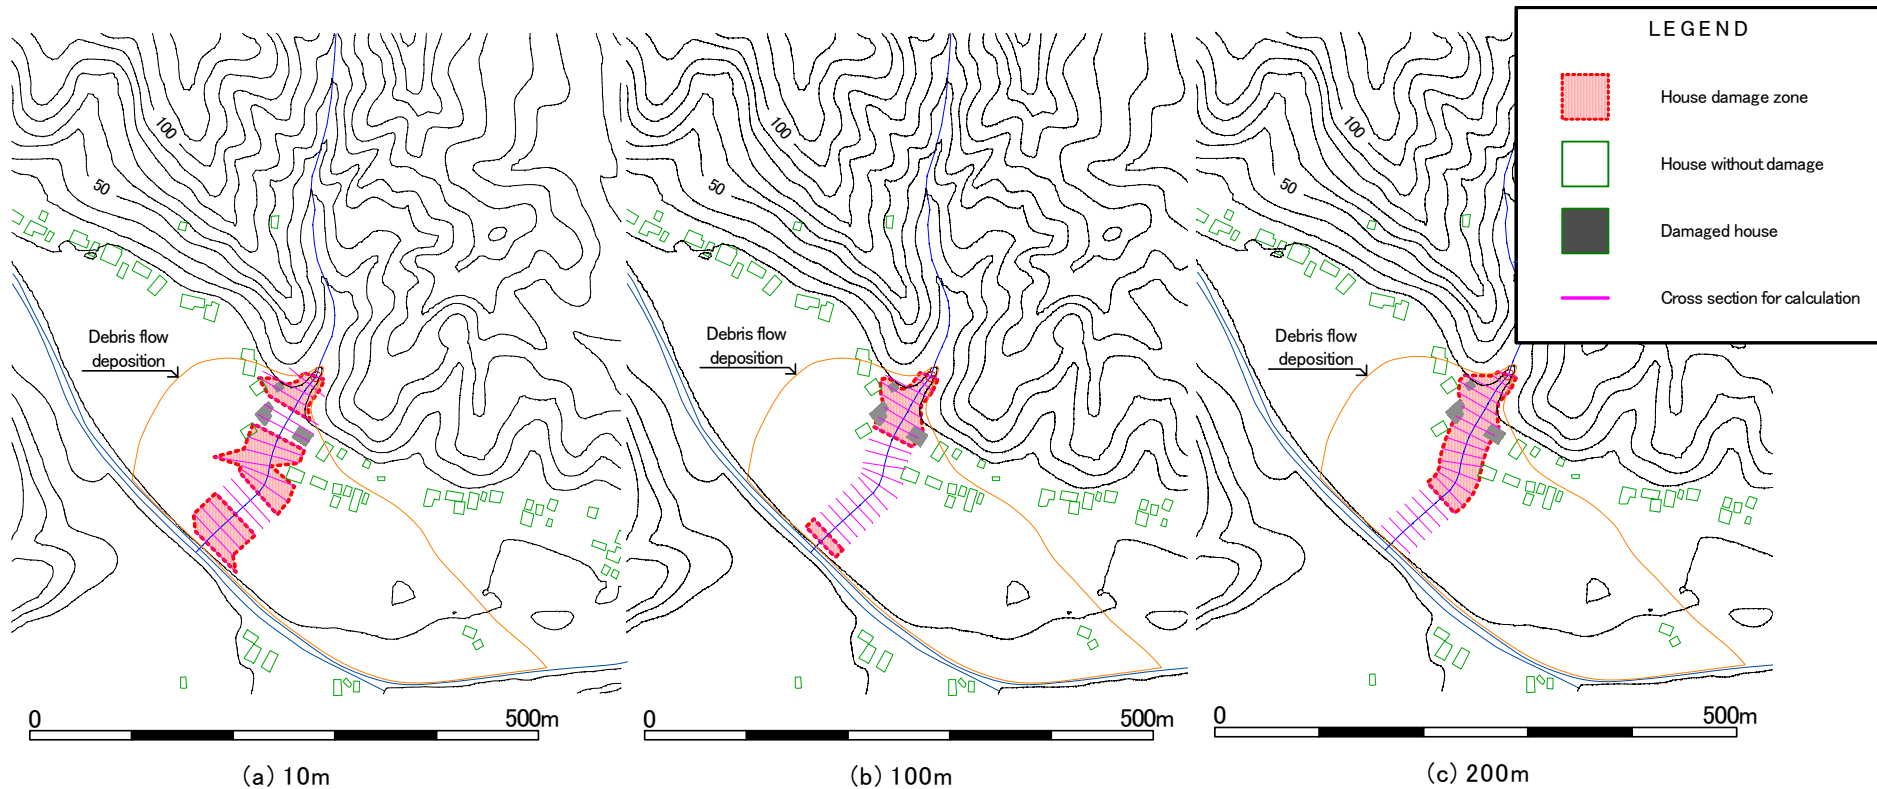 LEGEND
House damage zone
House without damage
Damaged house
Cross section for calculation
100
50
Debris flow
deposition
0 500m
(a) 10m
100
50
Debris flow
deposition
0 500m
(b) 100m
100
50
Debris flow
deposition
0 500m
(c) 200m